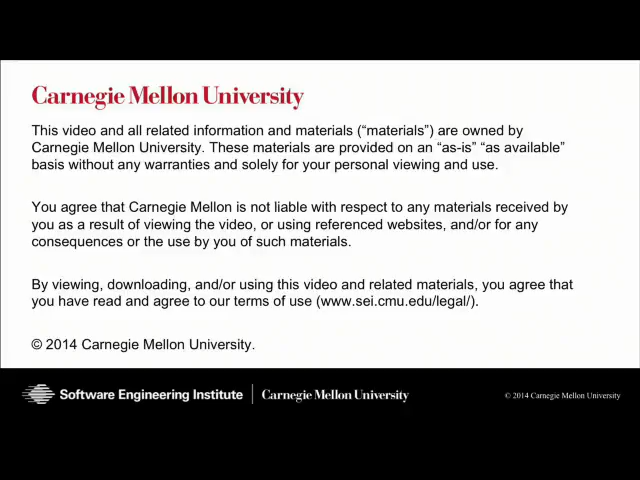 Carnegie Mellon University
This video and all related information and materials (“materials”) are owned by
Carnegie Mellon University. These materials are provided on an “as-is” “as available”
basis without any warranties and solely for your personal viewing and use.
You agree that Carnegie Mellon is not liable with respect to any materials received by
you as a result of viewing the video, or using referenced websites, and/or for any
consequences or the use by you of such materials.
By viewing, downloading, and/or using this video and related materials, you agree that
you have read and agree to our terms of use (www.sei.cmu.edu/legal/).
© 2014 Carnegie Mellon University.
Software Engineering Institute | Carnegie Mellon University
© 2014 Carnegie Mellon University